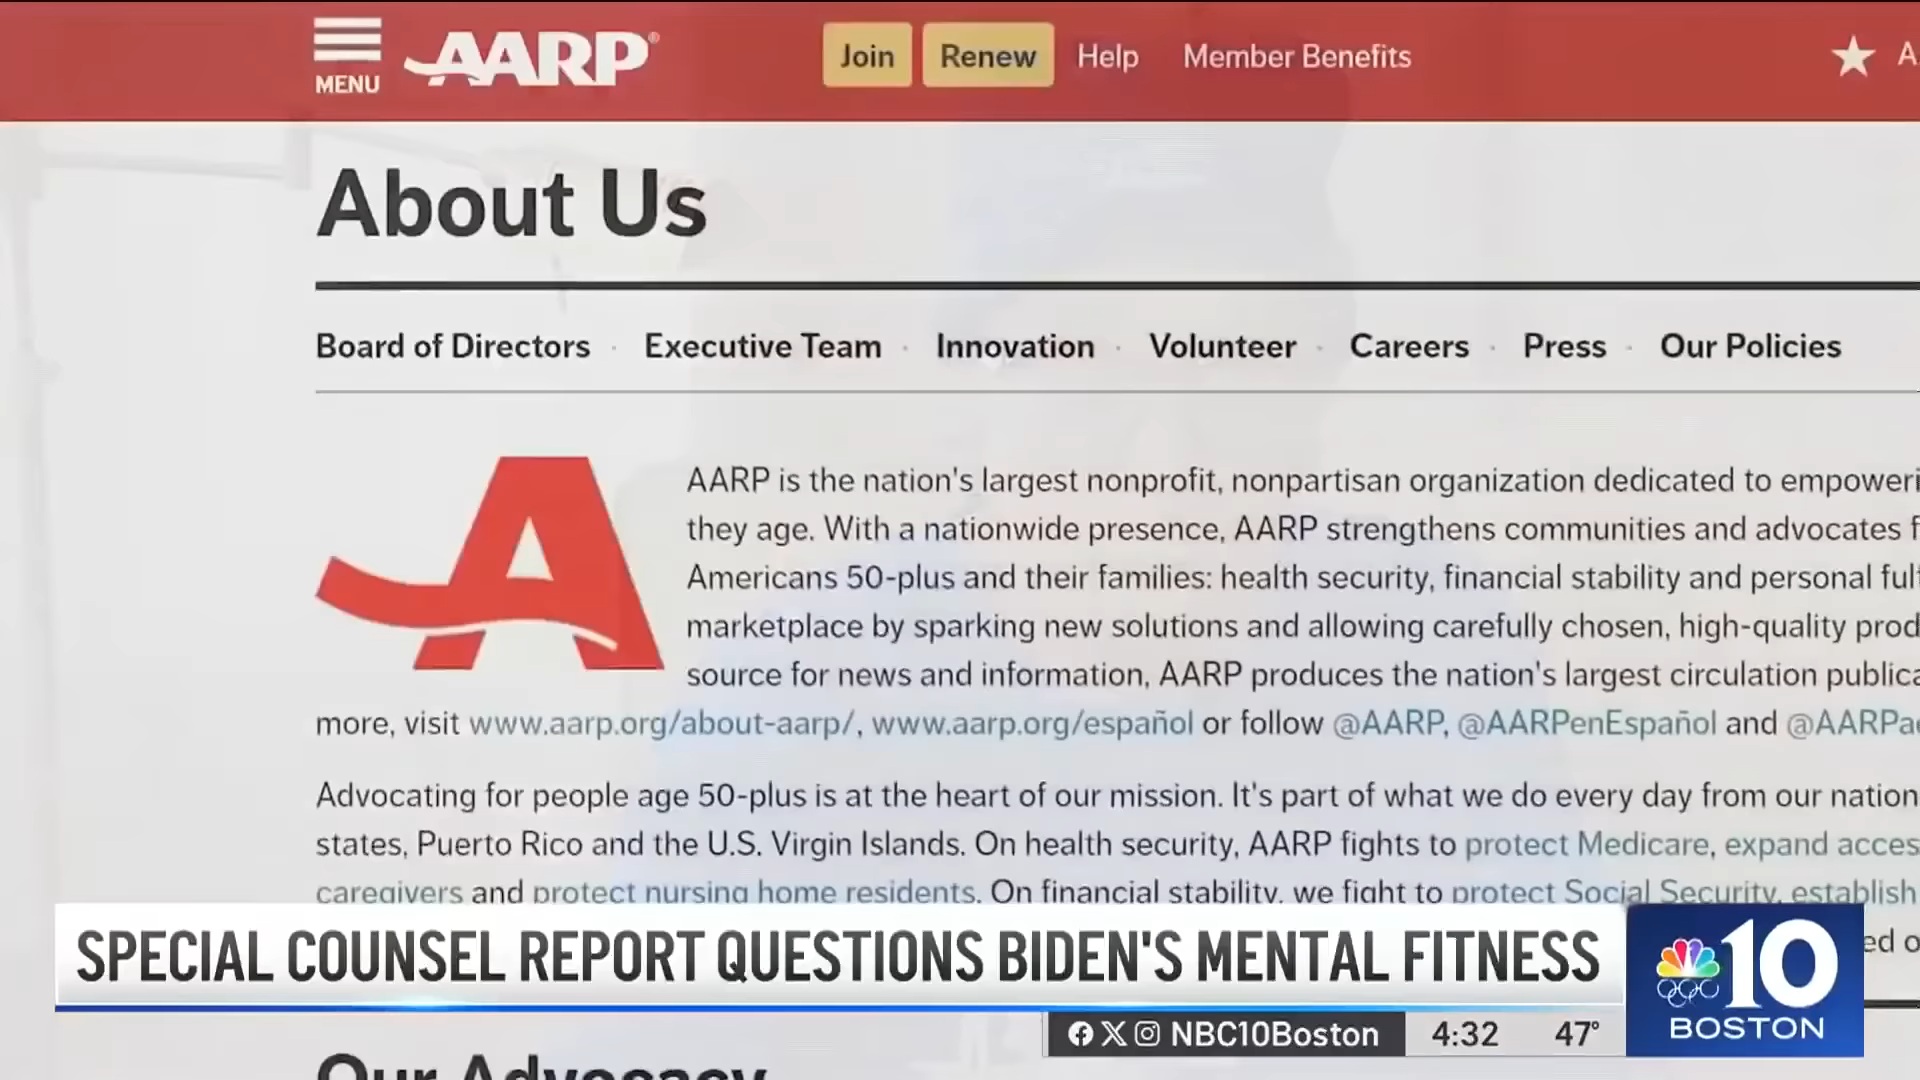 MENU
AARP®
Join
Renew
Help
Member Benefits
A
About Us
Board of Directors · Executive Team · Innovation · Volunteer · Careers · Press · Our Policies
AARP is the nation's largest nonprofit, nonpartisan organization dedicated to empoweri
they age. With a nationwide presence, AARP strengthens communities and advocates f
Americans 50-plus and their families: health security, financial stability and personal ful
marketplace by sparking new solutions and allowing carefully chosen, high-quality prod
source for news and information, AARP produces the nation's largest circulation publica
more, visit www.aarp.org/about-aarp/, www.aarp.org/español or follow @AARP, @AARPenEspañol and @AARPa
Advocating for people age 50-plus is at the heart of our mission. It's part of what we do every day from our nation
states, Puerto Rico and the U.S. Virgin Islands. On health security, AARP fights to protect Medicare, expand acces
caregivers and protect nursing home residents. On financial stability, we fight to protect Social Security, establish
ed o
SPECIAL COUNSEL REPORT QUESTIONS BIDEN'S MENTAL FITNESS
10
BOSTON
NBC10Boston
4:32
47°
Our Advocacy